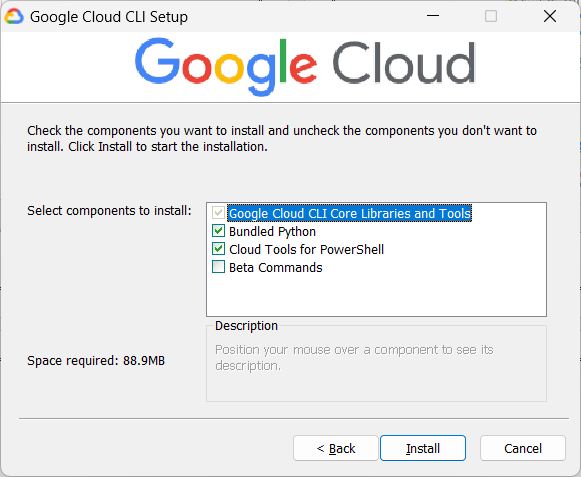 Google Cloud CLI Setup
Google Cloud
Check the components you want to install and uncheck the components you don't want to
install. Click Install to start the installation.
Select components to install:
Google Cloud CLI Core Libraries and Tools
Bundled Python
Cloud Tools for PowerShell
Beta Commands
Description
Position your mouse over a component to see its
description.
Space required: 88.9MB
< Back
Install
Cancel